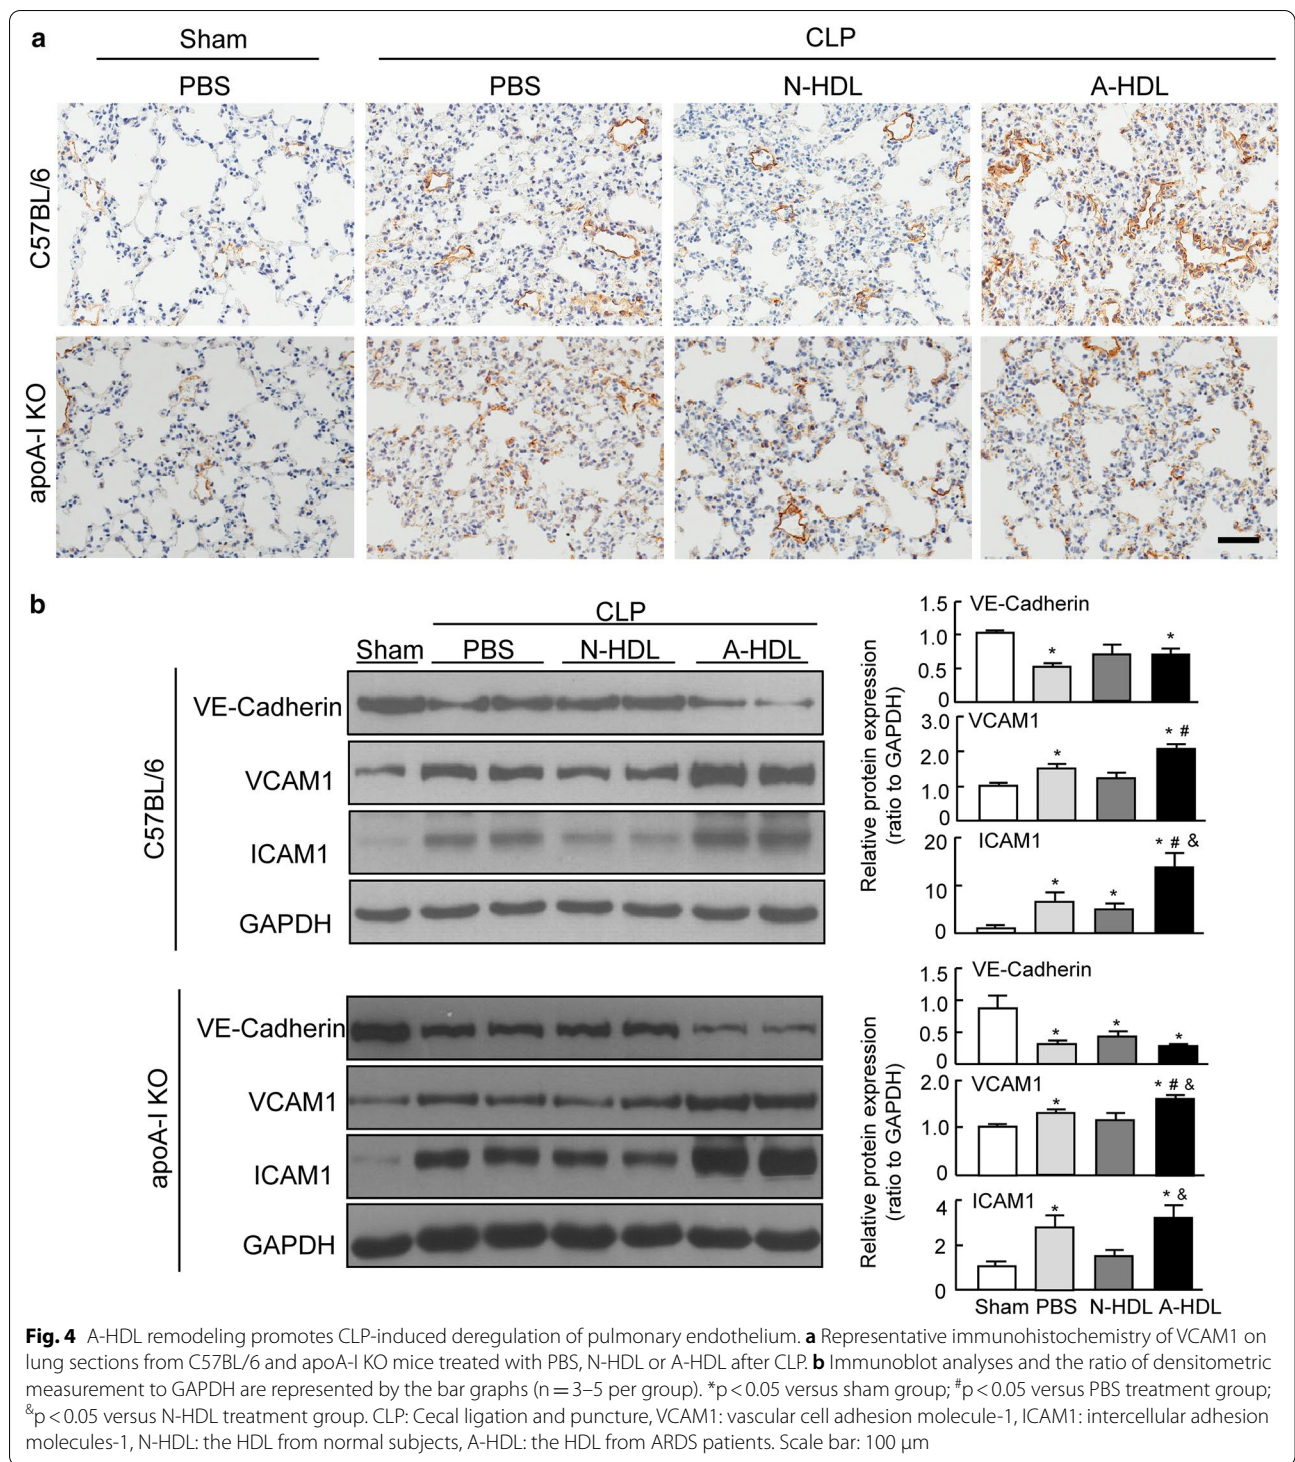 a
Sham
CLP
PBS
PBS
N-HDL
A-HDL
C57BL/6
apoA-I KO
b
CLP
Sham
PBS
N-HDL
A-HDL
C57BL/6
VE-Cadherin
VCAM1
ICAM1
GAPDH
apoA-I KO
VE-Cadherin
VCAM1
ICAM1
GAPDH
Relative protein expression
(ratio to GAPDH)
VE-Cadherin
1.5
1.0
0.5
0
*
*
VCAM1
3.0
2.0
1.0
0
*
* #
ICAM1
20
10
0
*
*
* # &
Relative protein expression
(ratio to GAPDH)
VE-Cadherin
1.5
1.0
0.5
0
*
*
*
VCAM1
2.0
1.0
0
*
* # &
ICAM1
4
2
0
*
* &
Sham PBS N-HDL A-HDL
Fig. 4 A-HDL remodeling promotes CLP-induced deregulation of pulmonary endothelium. a Representative immunohistochemistry of VCAM1 on
lung sections from C57BL/6 and apoA-I KO mice treated with PBS, N-HDL or A-HDL after CLP. b Immunoblot analyses and the ratio of densitometric
measurement to GAPDH are represented by the bar graphs (n = 3–5 per group). *p < 0.05 versus sham group; #p < 0.05 versus PBS treatment group;
&p < 0.05 versus N-HDL treatment group. CLP: Cecal ligation and puncture, VCAM1: vascular cell adhesion molecule-1, ICAM1: intercellular adhesion
molecules-1, N-HDL: the HDL from normal subjects, A-HDL: the HDL from ARDS patients. Scale bar: 100 μm